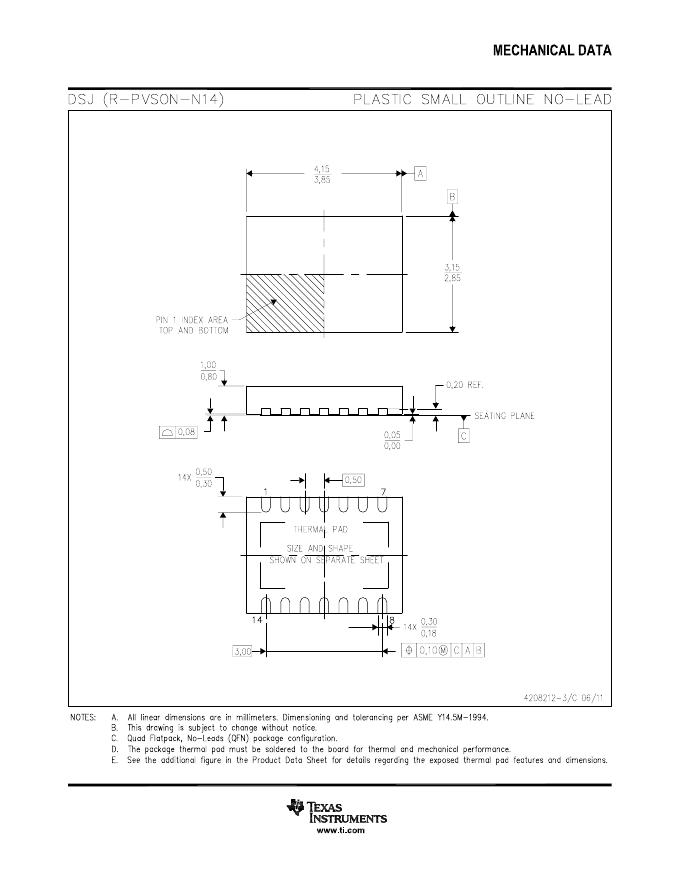 MECHANICAL DATA
DSJ (R-PVSON-N14)
PLASTIC SMALL OUTLINE NO-LEAD
4,15
3,85
A
B
3,15
2,85
PIN 1 INDEX AREA
TOP AND BOTTOM
1,00
0,80
0,20 REF.
SEATING PLANE
0,08
0,05
0,00
C
14X 0,50
0,30
0,50
1
7
THERMAL PAD
SIZE AND SHAPE
SHOWN ON SEPARATE SHEET
14
8
14X 0,30
0,18
3,00
⌖ 0,10 Ⓜ C A B
4208212-3/C 06/11
NOTES: A. All linear dimensions are in millimeters. Dimensioning and tolerancing per ASME Y14.5M-1994.
B. This drawing is subject to change without notice.
C. Quad Flatpack, No-Leads (QFN) package configuration.
D. The package thermal pad must be soldered to the board for thermal and mechanical performance.
E. See the additional figure in the Product Data Sheet for details regarding the exposed thermal pad features and dimensions.
TEXAS
INSTRUMENTS
www.ti.com